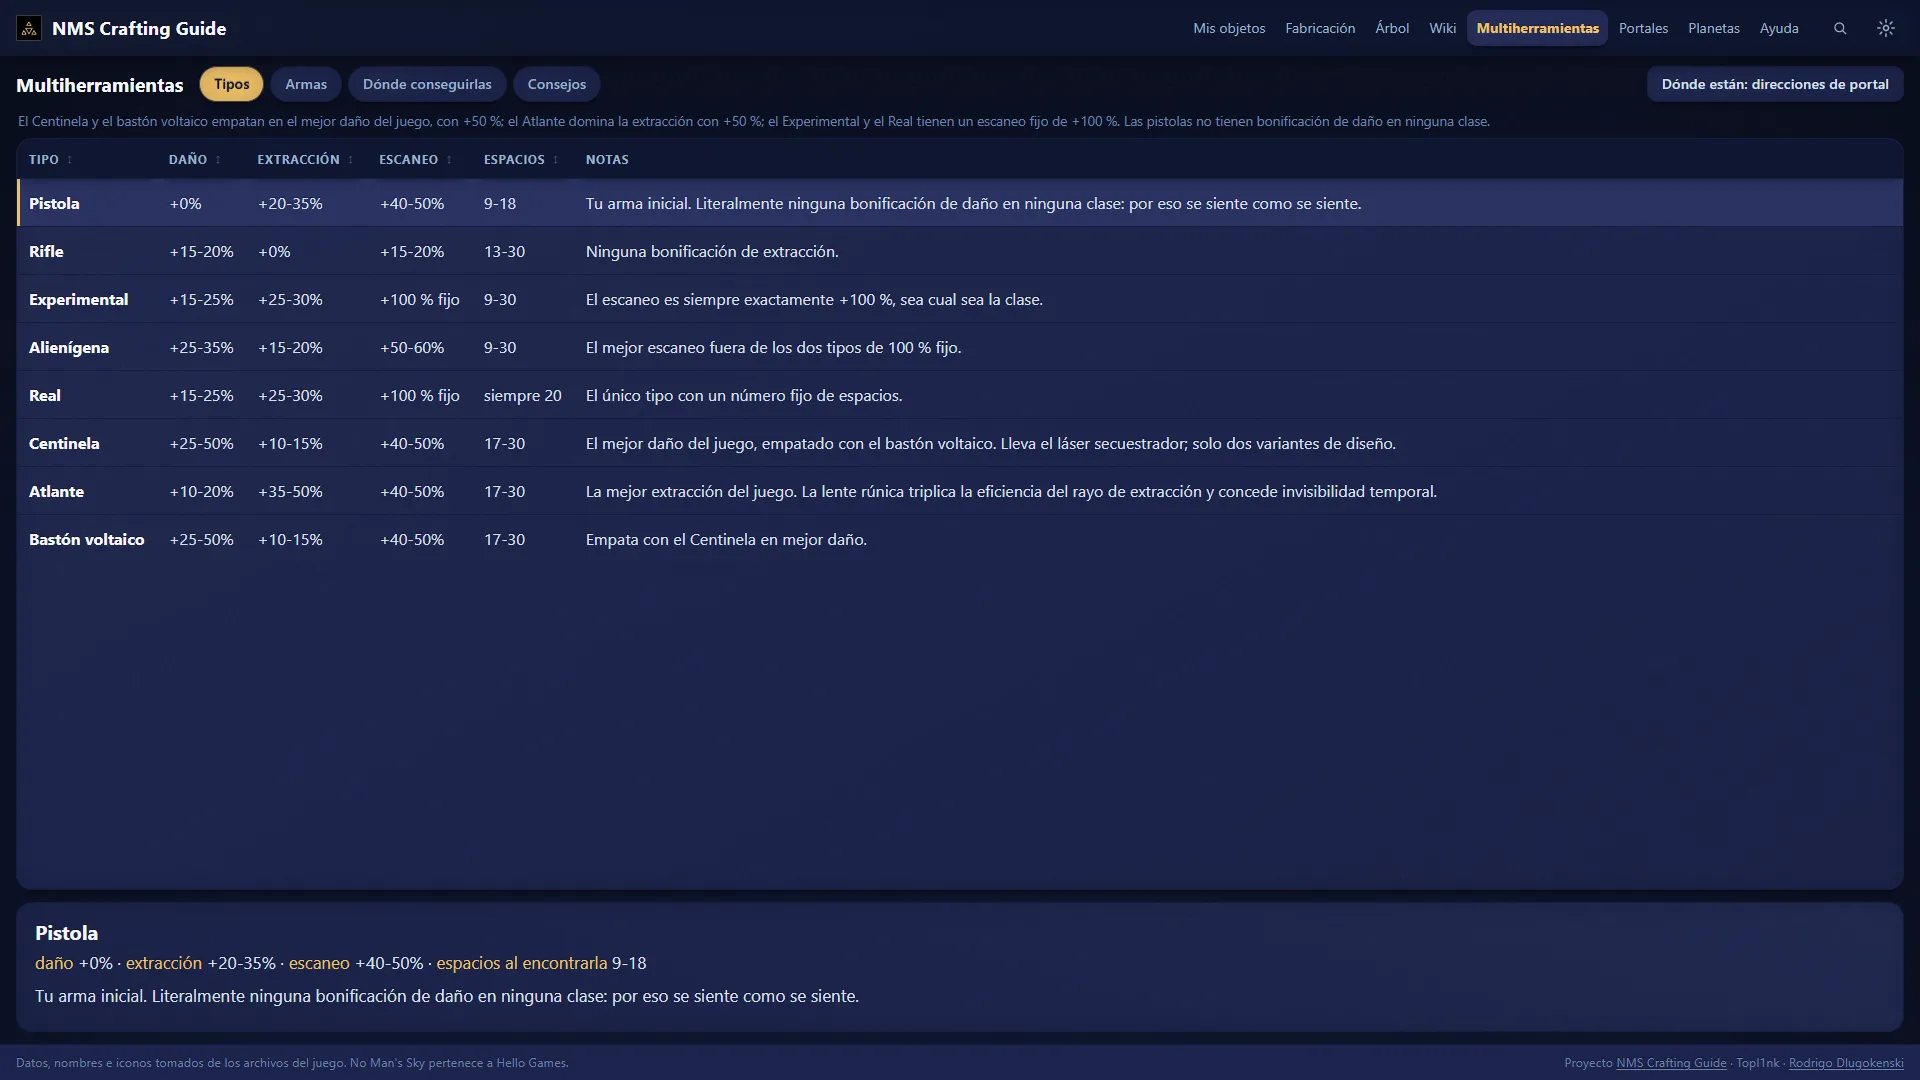 NMS Crafting Guide
Mis objetos Fabricación Árbol Wiki Multiherramientas Portales Planetas Ayuda
Multiherramientas Tipos Armas Dónde conseguirlas Consejos Dónde están: direcciones de portal
El Centinela y el bastón voltaico empatan en el mejor daño del juego, con +50 %; el Atlante domina la extracción con +50 %; el Experimental y el Real tienen un escaneo fijo de +100 %. Las pistolas no tienen bonificación de daño en ninguna clase.
TIPO DAÑO EXTRACCIÓN ESCANEO ESPACIOS NOTAS
Pistola +0% +20-35% +40-50% 9-18 Tu arma inicial. Literalmente ninguna bonificación de daño en ninguna clase: por eso se siente como se siente.
Rifle +15-20% +0% +15-20% 13-30 Ninguna bonificación de extracción.
Experimental +15-25% +25-30% +100 % fijo 9-30 El escaneo es siempre exactamente +100 %, sea cual sea la clase.
Alienígena +25-35% +15-20% +50-60% 9-30 El mejor escaneo fuera de los dos tipos de 100 % fijo.
Real +15-25% +25-30% +100 % fijo siempre 20 El único tipo con un número fijo de espacios.
Centinela +25-50% +10-15% +40-50% 17-30 El mejor daño del juego, empatado con el bastón voltaico. Lleva el láser secuestrador; solo dos variantes de diseño.
Atlante +10-20% +35-50% +40-50% 17-30 La mejor extracción del juego. La lente rúnica triplica la eficiencia del rayo de extracción y concede invisibilidad temporal.
Bastón voltaico +25-50% +10-15% +40-50% 17-30 Empata con el Centinela en mejor daño.
Pistola
daño +0% · extracción +20-35% · escaneo +40-50% · espacios al encontrarla 9-18
Tu arma inicial. Literalmente ninguna bonificación de daño en ninguna clase: por eso se siente como se siente.
Datos, nombres e iconos tomados de los archivos del juego. No Man's Sky pertenece a Hello Games.
Proyecto NMS Crafting Guide · Topl1nk · Rodrigo Dlugokenski